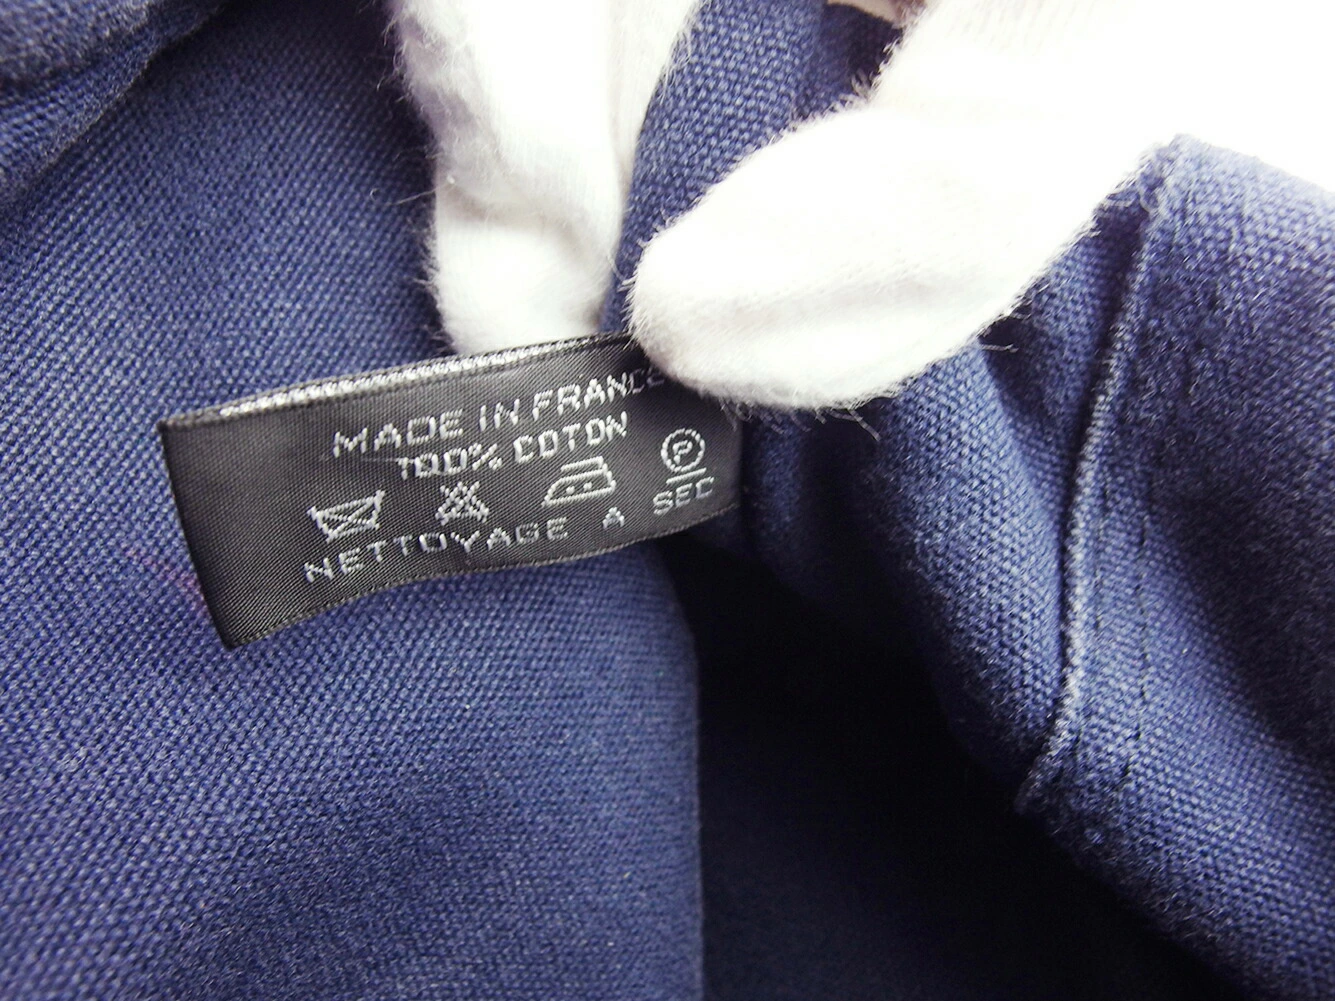 MADE IN FRANCE
100% COTON
P
NETTOYAGE A SEC